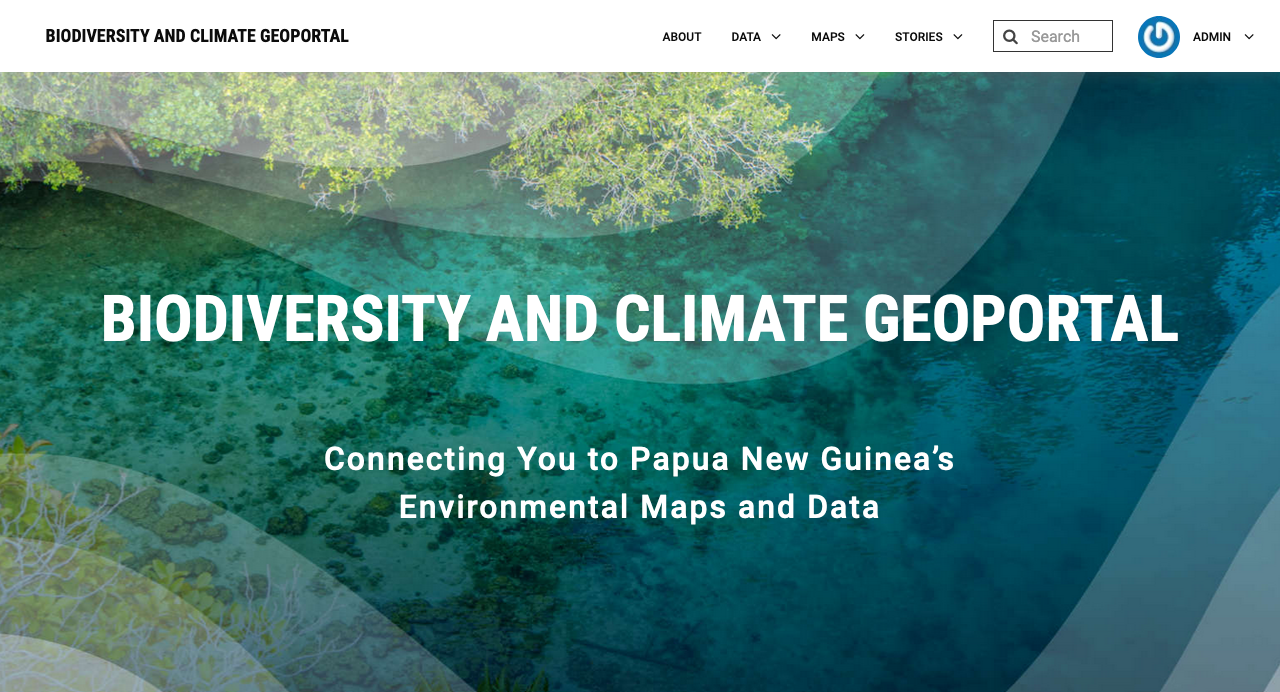 BIODIVERSITY AND CLIMATE GEOPORTAL
ABOUT
DATA
MAPS
STORIES
Search
ADMIN
BIODIVERSITY AND CLIMATE GEOPORTAL
Connecting You to Papua New Guinea’s
Environmental Maps and Data